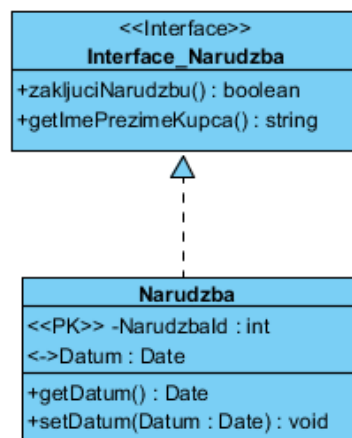 <<Interface>>
Interface_Narudzba
+zakljuciNarudzbu() : boolean
+getImePrezimeKupca() : string
Narudzba
<<PK>> -NarudzbaId : int
<->Datum : Date
+getDatum() : Date
+setDatum(Datum : Date) : void